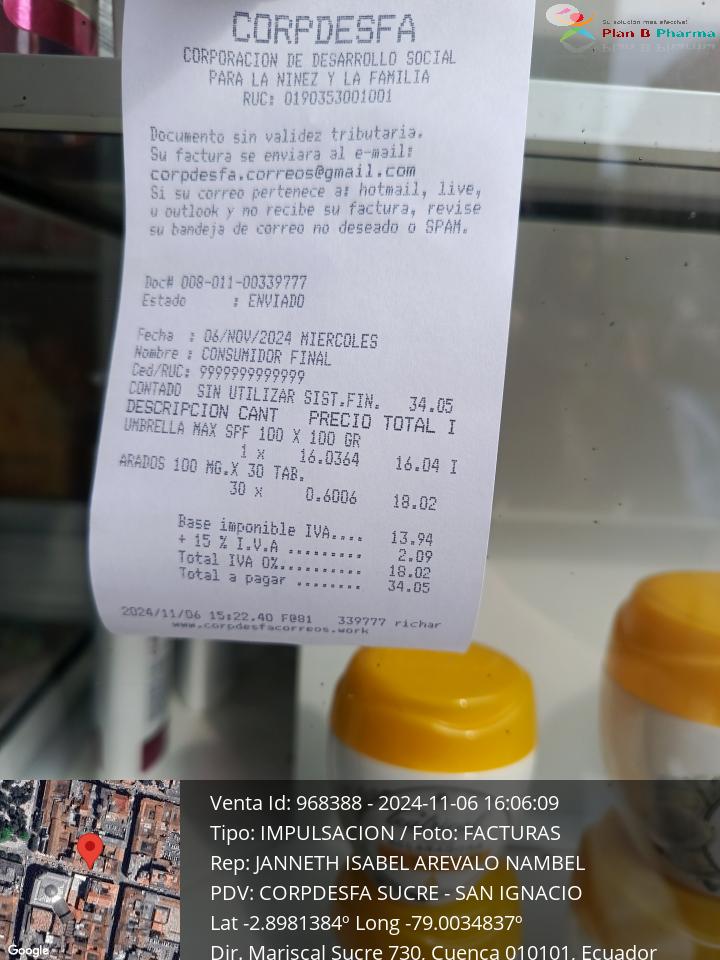 CORPDESFA
CORPORACION DE DESARROLLO SOCIAL
PARA LA NINEZ Y LA FAMILIA
RUC: 0190353001001
Documento sin validez tributaria.
Su factura se enviara al e-mail:
corpdesfa.correos@gmail.com
Si su correo pertenece a: hotmail, live,
u outlook y no recibe su factura, revise
su bandeja de correo no deseado o SPAM.
Doc# 008-011-00339777
Estado : ENVIADO
Fecha : 06/NOV/2024 MIERCOLES
Nombre : CONSUMIDOR FINAL
Ced/RUC: 9999999999999
CONTADO SIN UTILIZAR SIST.FIN. 34.05
DESCRIPCION CANT PRECIO TOTAL I
UMBRELLA MAX SPF 100 X 100 GR
1 x 16.0364 16.04 I
ARADOS 100 MG.X 30 TAB.
30 x 0.6006 18.02
Base imponible IVA.... 13.94
+ 15 % I.V.A ......... 2.09
Total IVA 0%.......... 18.02
Total a pagar ........ 34.05
2024/11/06 15:22.40 F@81 339777 richar
www.corpdesfacorreos.work
Su solución más efectiva!
Plan B Pharma
Venta Id: 968388 - 2024-11-06 16:06:09
Tipo: IMPULSACION / Foto: FACTURAS
Rep: JANNETH ISABEL AREVALO NAMBEL
PDV: CORPDESFA SUCRE - SAN IGNACIO
Lat -2.8981384º Long -79.0034837º
Dir. Mariscal Sucre 730, Cuenca 010101, Ecuador
Google